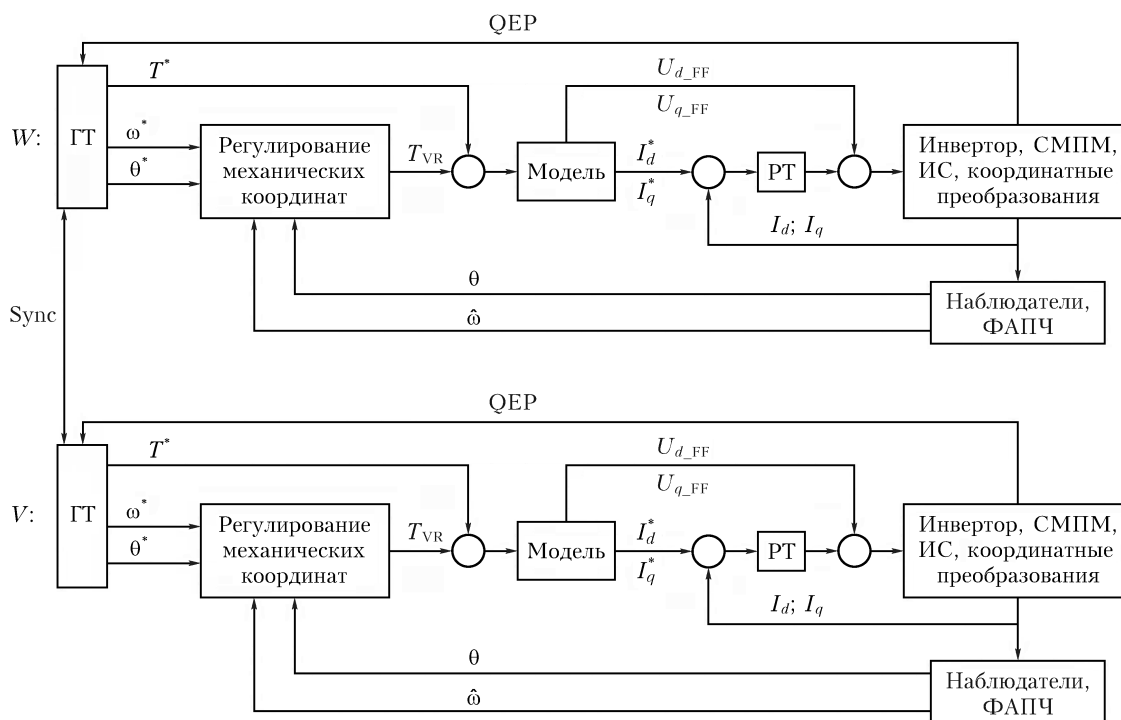 QEP
T*
U_d_FF
U_q_FF
W:
ГТ
ω*
θ*
Регулирование
механических
координат
T_VR
Модель
I_d*
I_q*
РТ
Инвертор, СМПМ,
ИС, координатные
преобразования
I_d; I_q
θ
ω̂
Наблюдатели,
ФАПЧ
Sync
QEP
T*
U_d_FF
U_q_FF
V:
ГТ
ω*
θ*
Регулирование
механических
координат
T_VR
Модель
I_d*
I_q*
РТ
Инвертор, СМПМ,
ИС, координатные
преобразования
I_d; I_q
θ
ω̂
Наблюдатели,
ФАПЧ